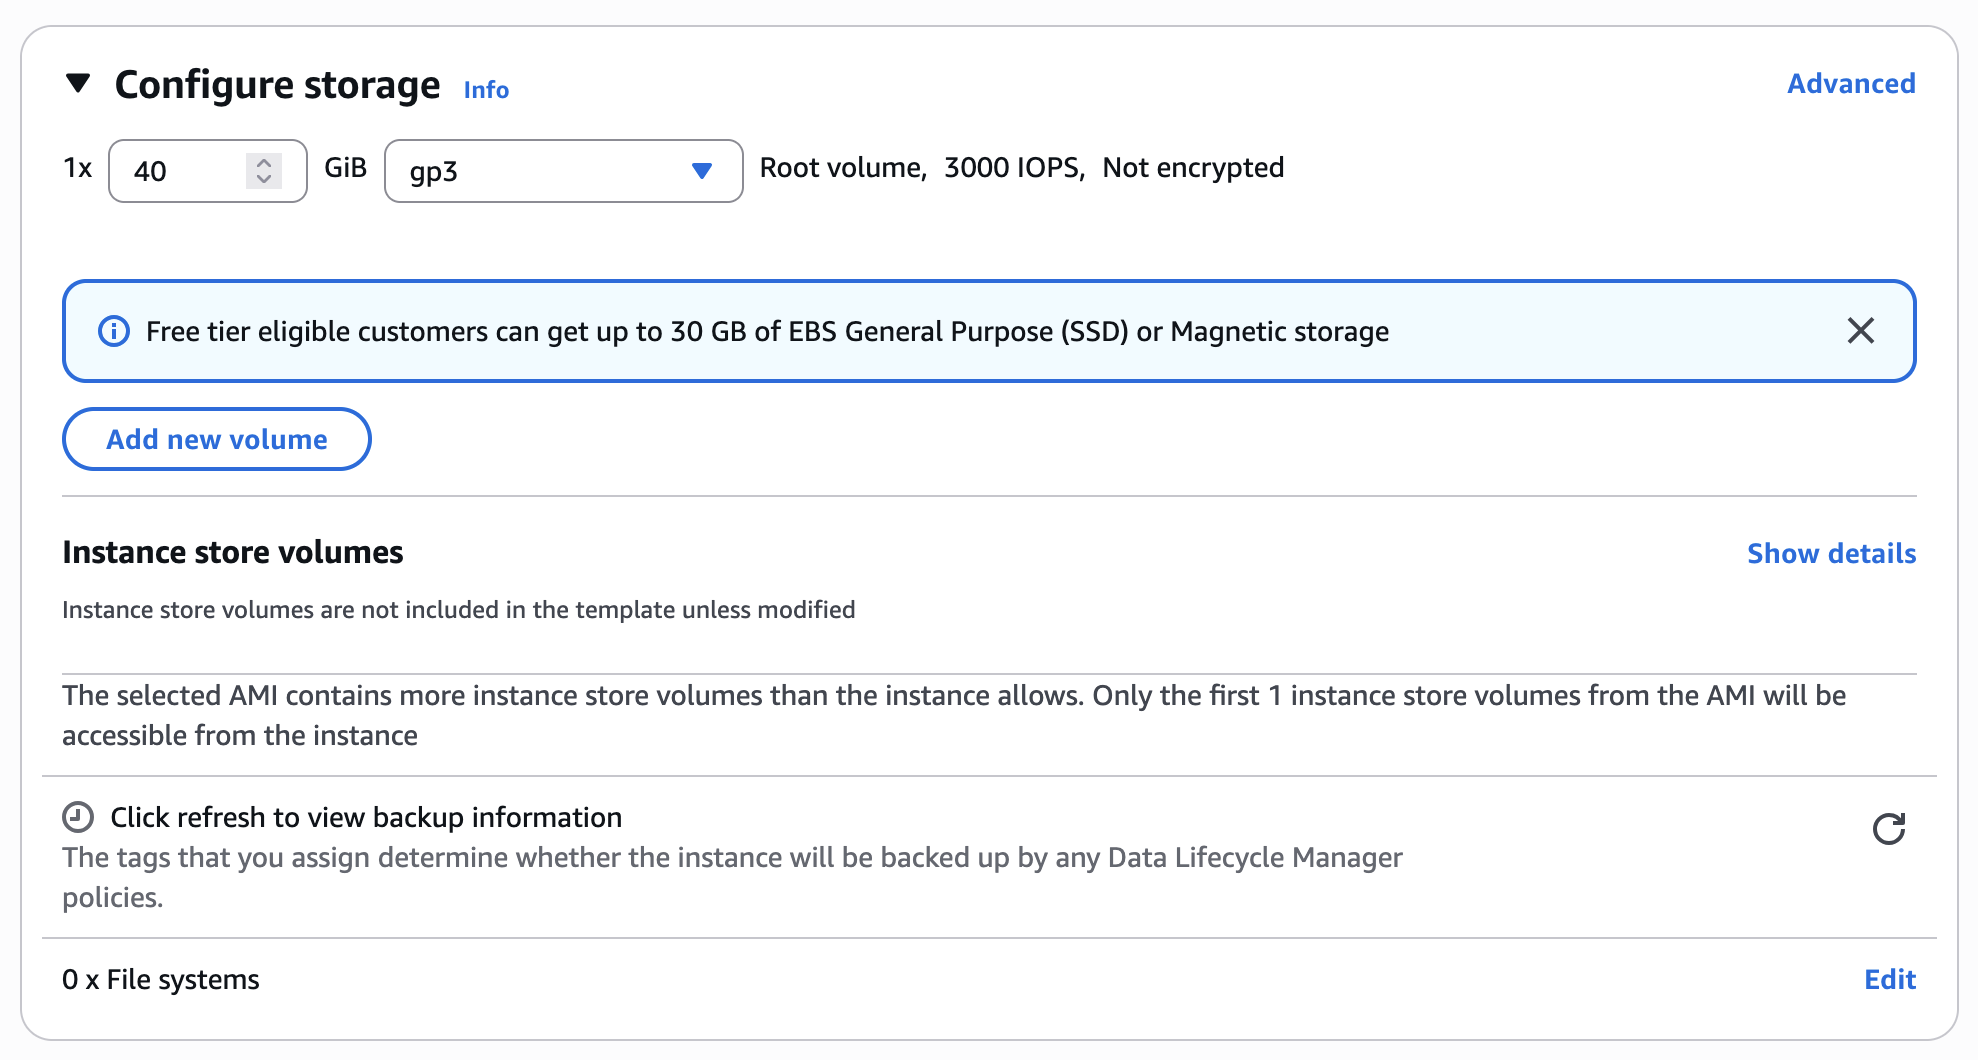 Configure storage Info Advanced
1x 40 GiB gp3 Root volume, 3000 IOPS, Not encrypted
Free tier eligible customers can get up to 30 GB of EBS General Purpose (SSD) or Magnetic storage
Add new volume
Instance store volumes Show details
Instance store volumes are not included in the template unless modified
The selected AMI contains more instance store volumes than the instance allows. Only the first 1 instance store volumes from the AMI will be
accessible from the instance
Click refresh to view backup information
The tags that you assign determine whether the instance will be backed up by any Data Lifecycle Manager
policies.
0 x File systems Edit